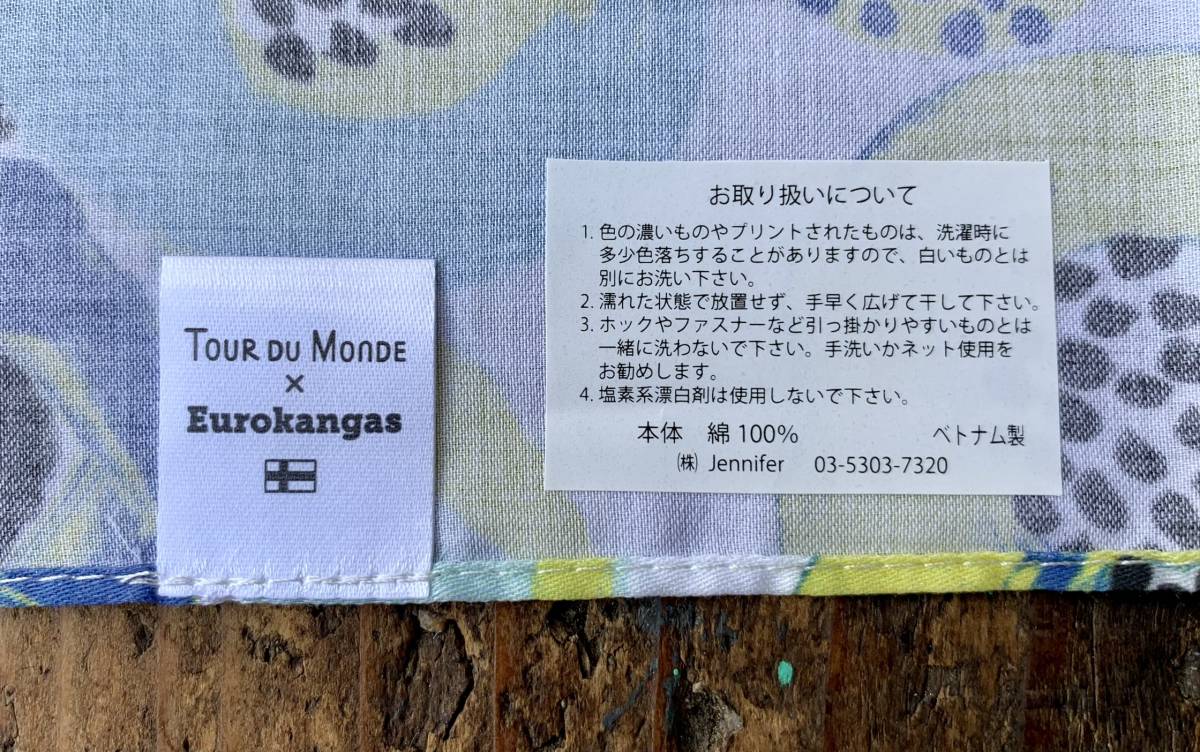 TOUR DU MONDE
×
Eurokangas
お取り扱いについて
1. 色の濃いものやプリントされたものは、洗濯時に
多少色落ちすることがありますので、白いものとは
別にお洗い下さい。
2. 濡れた状態で放置せず、手早く広げて干して下さい。
3. ホックやファスナーなど引っ掛かりやすいものとは
一緒に洗わないで下さい。手洗いかネット使用を
お勧めします。
4. 塩素系漂白剤は使用しないで下さい。
本体 綿 100% ベトナム製
㈱ Jennifer 03-5303-7320